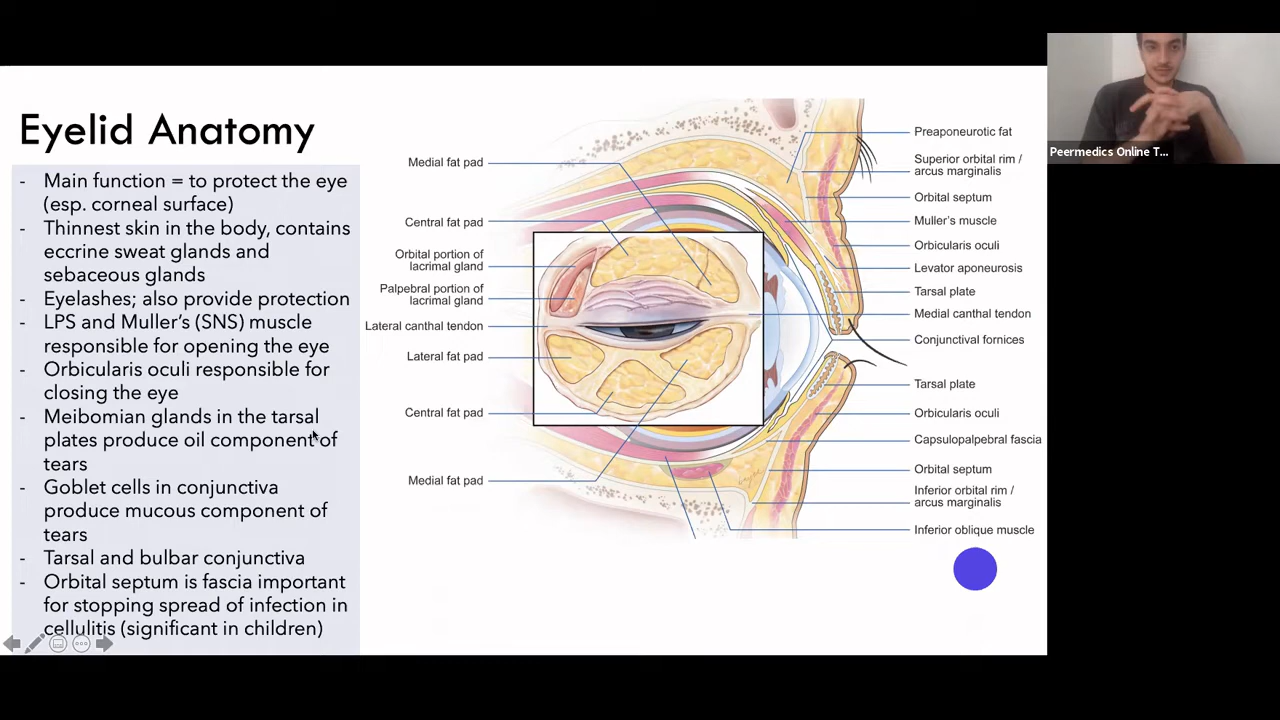 Eyelid Anatomy
- Main function = to protect the eye
(esp. corneal surface)
- Thinnest skin in the body, contains
eccrine sweat glands and
sebaceous glands
- Eyelashes; also provide protection
- LPS and Muller's (SNS) muscle
responsible for opening the eye
- Orbicularis oculi responsible for
closing the eye
- Meibomian glands in the tarsal
plates produce oil component of
tears
- Goblet cells in conjunctiva
produce mucous component of
tears
- Tarsal and bulbar conjunctiva
- Orbital septum is fascia important
for stopping spread of infection in
cellulitis (significant in children)
Medial fat pad
Central fat pad
Orbital portion of
lacrimal gland
Palpebral portion of
lacrimal gland
Lateral canthal tendon
Lateral fat pad
Central fat pad
Medial fat pad
Preaponeurotic fat
Superior orbital rim /
arcus marginalis
Orbital septum
Muller's muscle
Orbicularis oculi
Levator aponeurosis
Tarsal plate
Medial canthal tendon
Conjunctival fornices
Tarsal plate
Orbicularis oculi
Capsulopalpebral fascia
Orbital septum
Inferior orbital rim /
arcus marginalis
Inferior oblique muscle
Peermedics Online T...